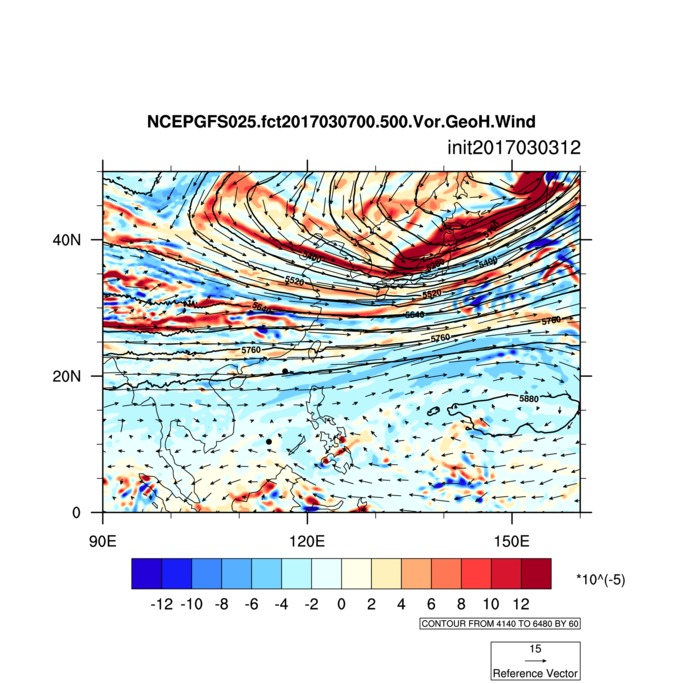 NCEPGFS025.fct2017030700.500.Vor.GeoH.Wind
init2017030312
40N
20N
0
5400
5520
5640
5760
5400
5520
5640
5760
5760
5880
90E
120E
150E
-12 -10 -8 -6 -4 -2 0 2 4 6 8 10 12
*10^(-5)
CONTOUR FROM 4140 TO 6480 BY 60
15
Reference Vector